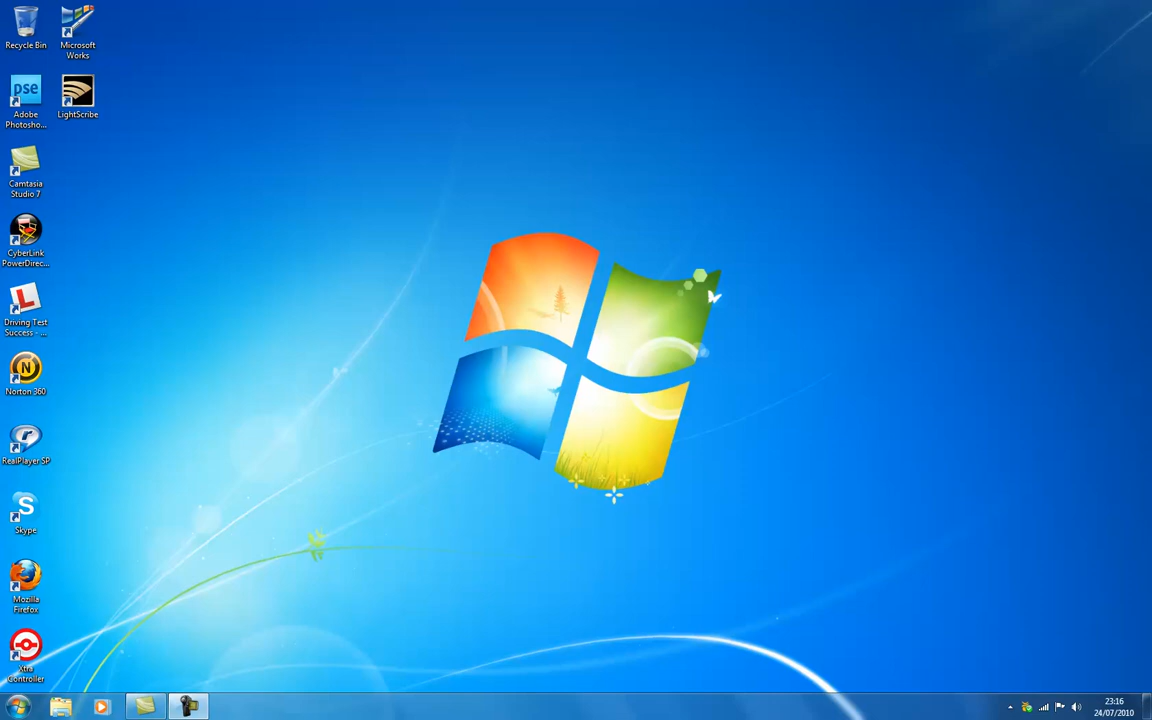 Recycle Bin
Microsoft
Works
pse
Adobe
Photosho...
LightScribe
Camtasia
Studio 7
CyberLink
PowerDirec...
L
Driving Test
Success - ...
N
Norton 360
RealPlayer SP
S
Skype
Mozilla
Firefox
Xtra
Controller
23:16
24/07/2010